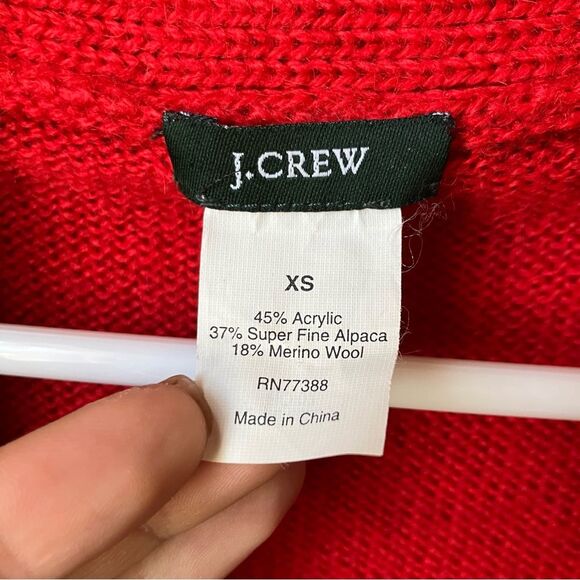 J.CREW
XS
45% Acrylic
37% Super Fine Alpaca
18% Merino Wool
RN77388
Made in China